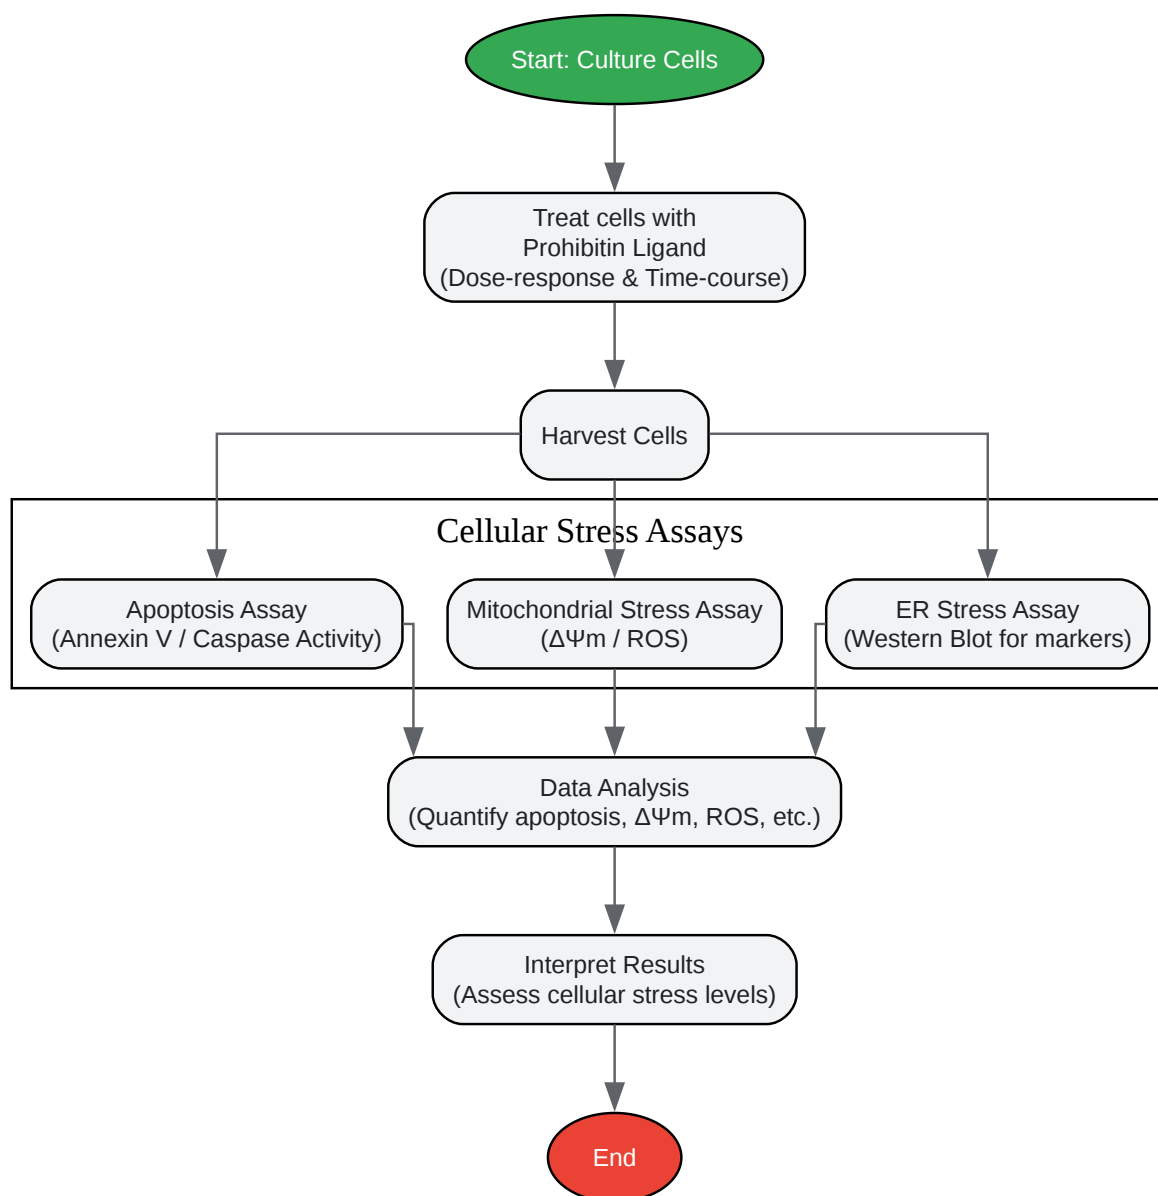 Start: Culture Cells
Treat cells with
Prohibitin Ligand
(Dose-response & Time-course)
Harvest Cells
Cellular Stress Assays
Apoptosis Assay
(Annexin V / Caspase Activity)
Mitochondrial Stress Assay
(ΔΨm / ROS)
ER Stress Assay
(Western Blot for markers)
Data Analysis
(Quantify apoptosis, ΔΨm, ROS, etc.)
Interpret Results
(Assess cellular stress levels)
End